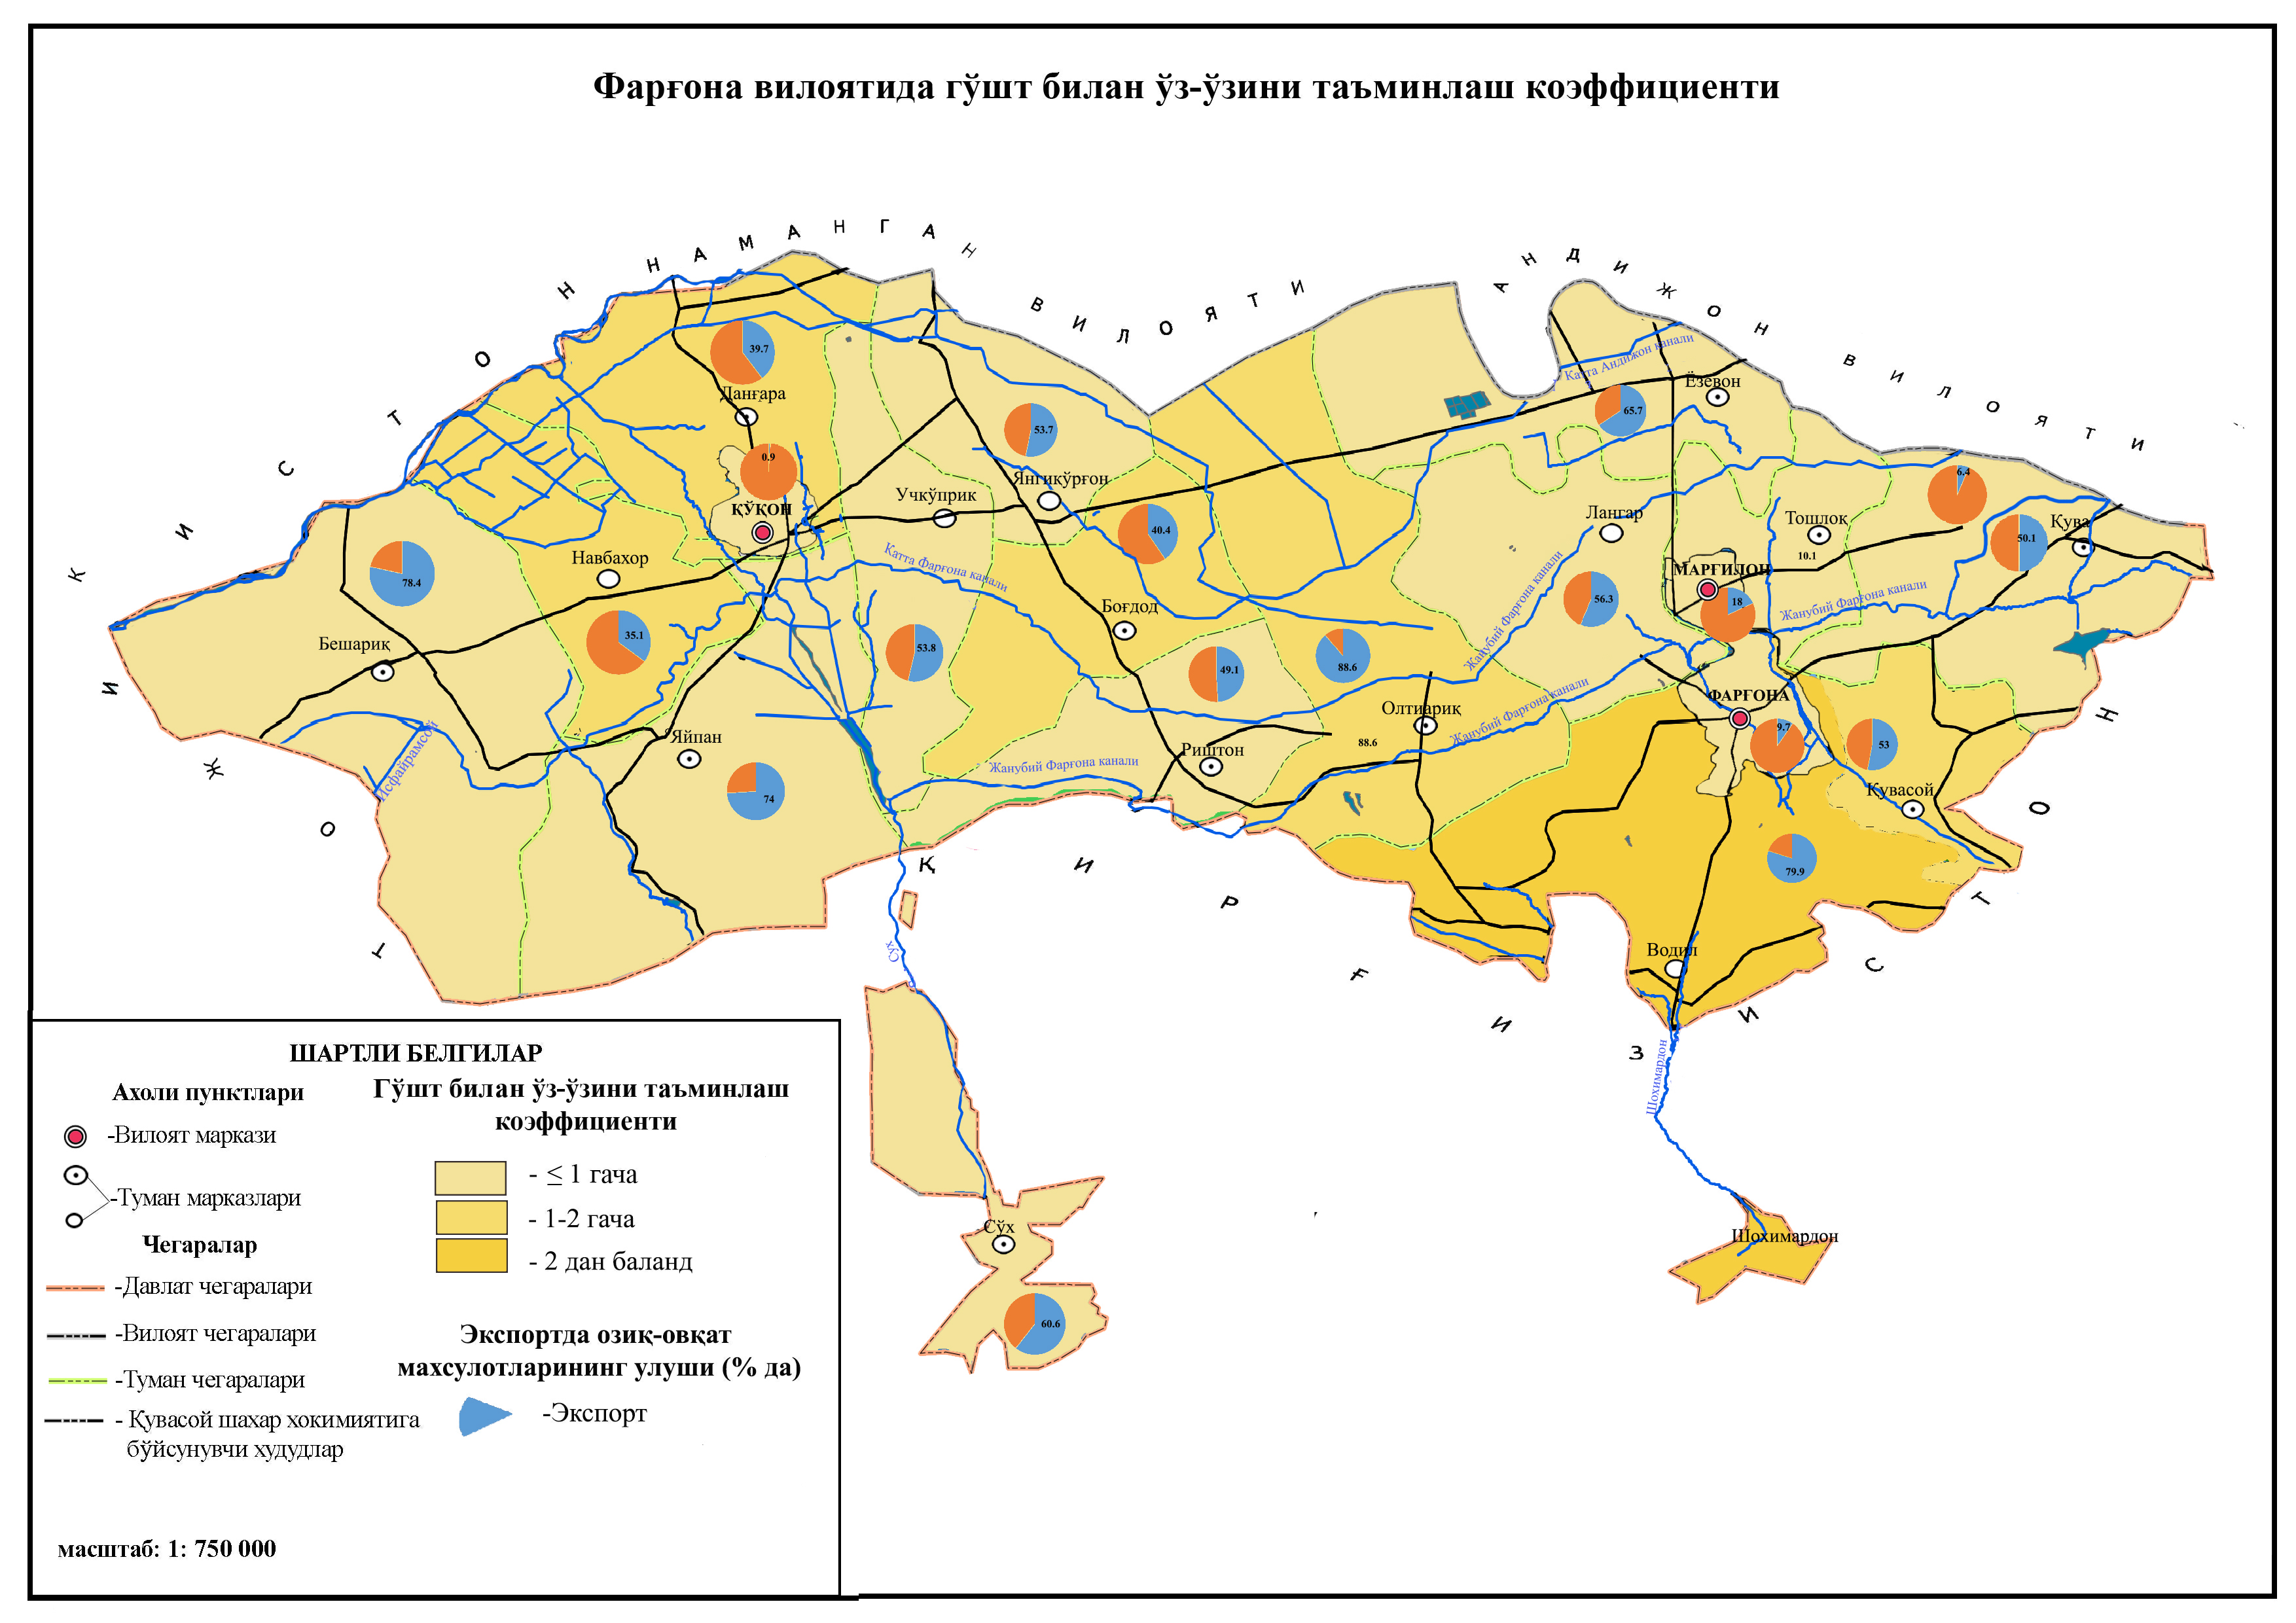 Фарғона вилоятида гўшт билан ўз-ўзини таъминлаш коэффициенти
НАМАНГАН ВИЛОЯТИ
АНДИЖОН ВИЛОЯТИ
ТОЖИКИСТОН
ҚИРҒИЗИСТОН
Катта Андижон канали
Ёзевон
39.7
65.7
Данғара
53.7
0.9
6.4
Янгиқўрғон
Учкўприк
ҚЎҚОН
Лангар
Тошлоқ
Қува
40.4
50.1
10.1
Навбахор
Катта Фарғона канали
МАРҒИЛОН
78.4
56.3
18
Жанубий Фарғона канали
Жанубий Фарғона канали
Боғдод
35.1
Бешариқ
53.8
49.1
88.6
ФАРҒОНА
Олтиариқ
Жанубий Фарғона канали
9.7
Яйпан
Риштон
88.6
53
Исфайрамсой
Жанубий Фарғона канали
74
Қувасой
79.9
Сўх
Водил
Шохимардон
Сўх
Шохимардон
60.6
ШАРТЛИ БЕЛГИЛАР
Ахоли пунктлари
-Вилоят маркази
-Туман марказлари
Чегаралар
-Давлат чегаралари
-Вилоят чегаралари
-Туман чегаралари
- Қувасой шахар хокимиятига
бўйсунувчи худудлар
Гўшт билан ўз-ўзини таъминлаш
коэффициенти
- ≤ 1 гача
- 1-2 гача
- 2 дан баланд
Экспортда озиқ-овқат
махсулотларининг улуши (% да)
-Экспорт
масштаб: 1: 750 000